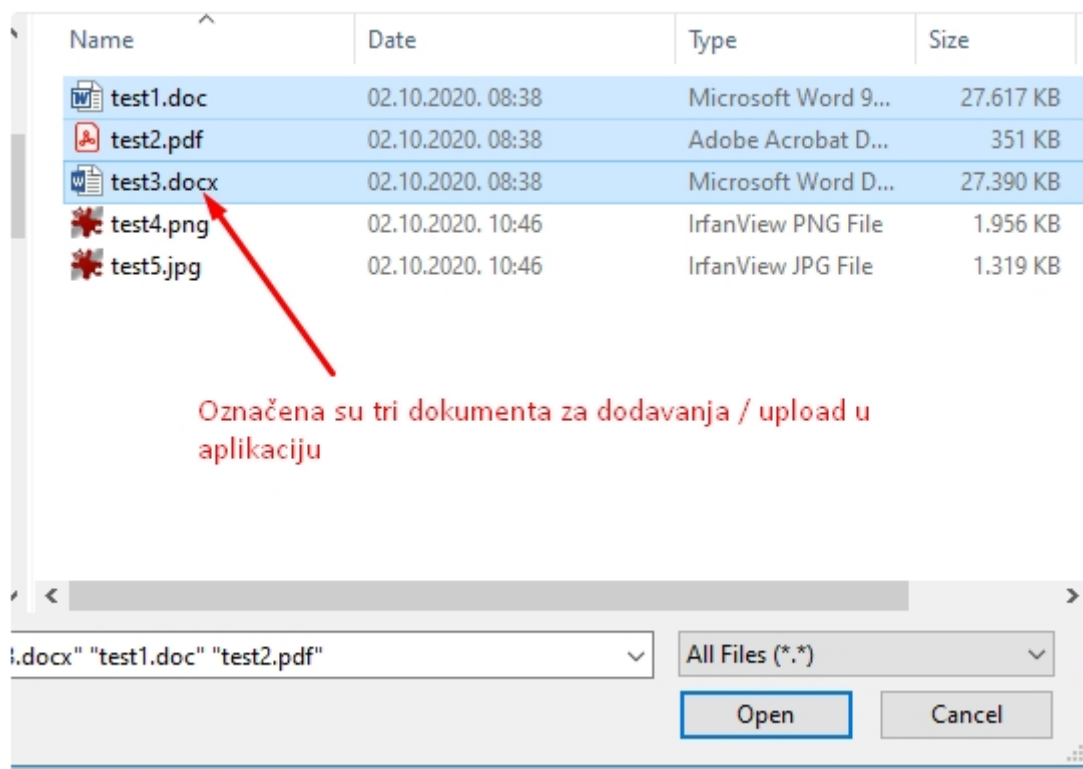 Name Date Type Size
test1.doc 02.10.2020. 08:38 Microsoft Word 9... 27.617 KB
test2.pdf 02.10.2020. 08:38 Adobe Acrobat D... 351 KB
test3.docx 02.10.2020. 08:38 Microsoft Word D... 27.390 KB
test4.png 02.10.2020. 10:46 IrfanView PNG File 1.956 KB
test5.jpg 02.10.2020. 10:46 IrfanView JPG File 1.319 KB
Označena su tri dokumenta za dodavanja / upload u
aplikaciju
.docx" "test1.doc" "test2.pdf" All Files (*.*)
Open Cancel